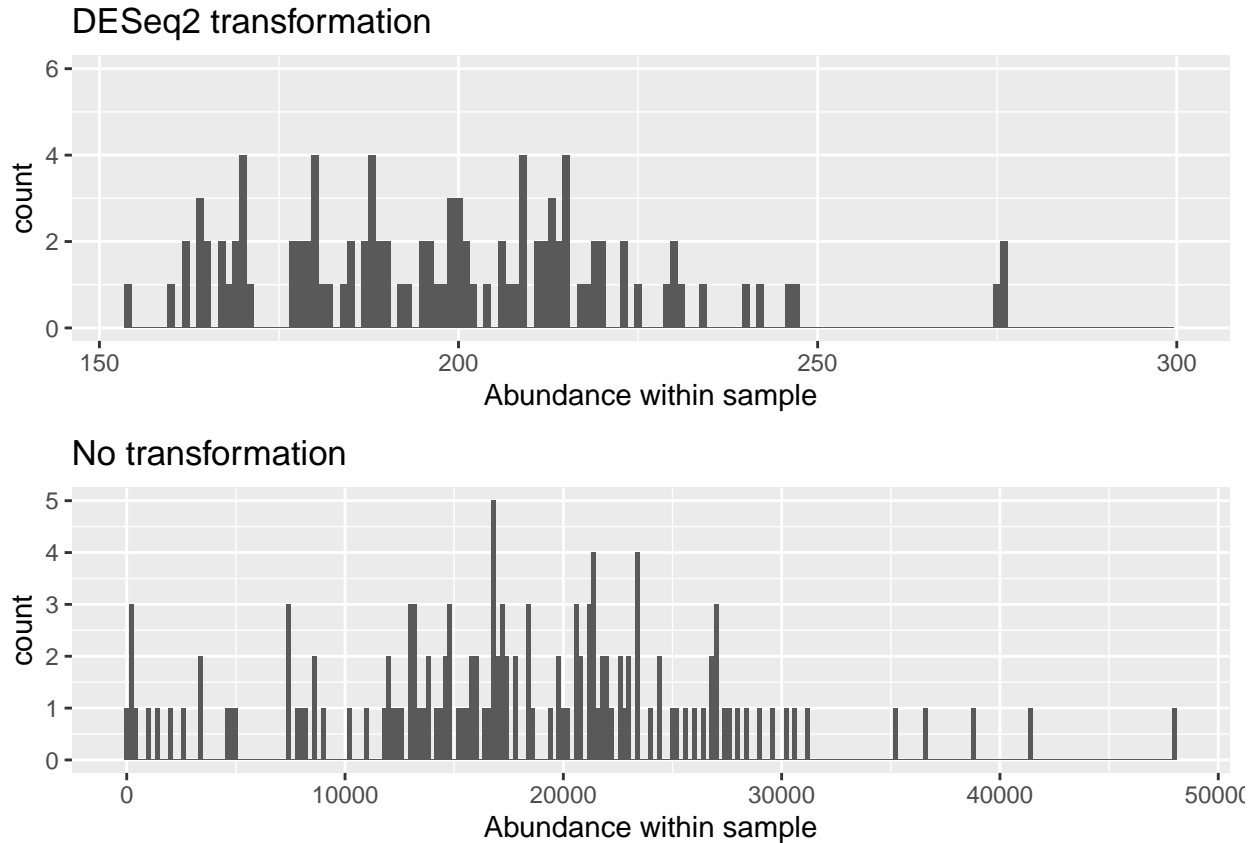 DESeq2 transformation
6
4
2
0
count
150 200 250 300
Abundance within sample
No transformation
5
4
3
2
1
0
count
0 10000 20000 30000 40000 50000
Abundance within sample